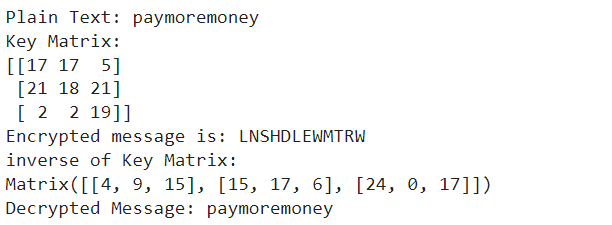 Plain Text: paymoremoney
Key Matrix:
[[17 17  5]
 [21 18 21]
 [ 2  2 19]]
Encrypted message is: LNSHDLEWMTRW
inverse of Key Matrix:
Matrix([[4, 9, 15], [15, 17, 6], [24, 0, 17]])
Decrypted Message: paymoremoney